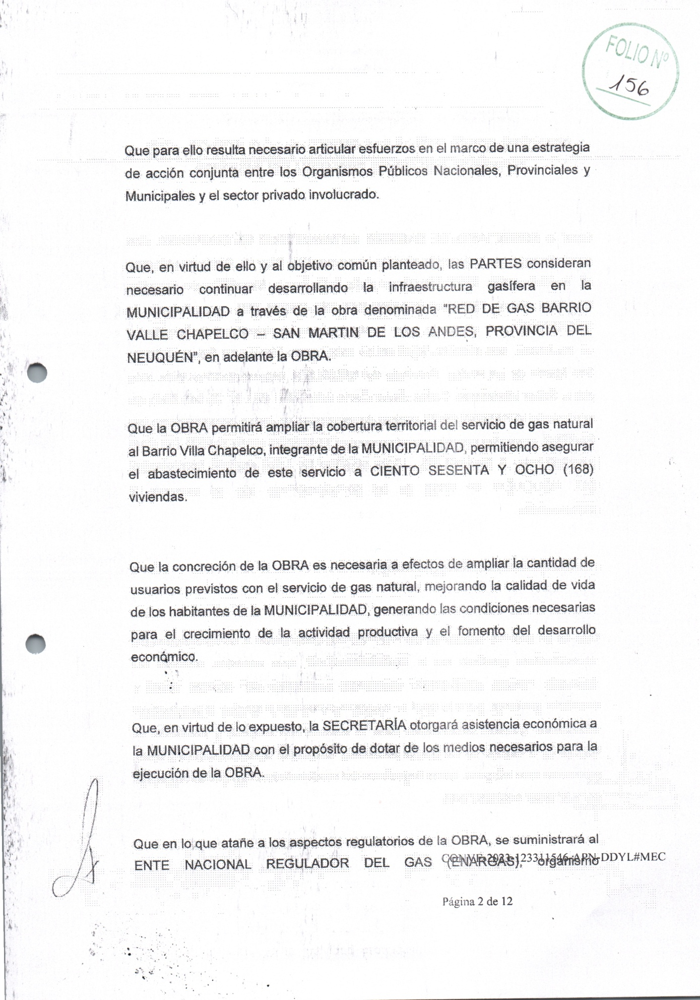 FOLIO Nº
156
Que para ello resulta necesario articular esfuerzos en el marco de una estrategia
de acción conjunta entre los Organismos Públicos Nacionales, Provinciales y
Municipales y el sector privado involucrado.
Que, en virtud de ello y al objetivo común planteado, las PARTES consideran
necesario continuar desarrollando la infraestructura gasífera en la
MUNICIPALIDAD a través de la obra denominada “RED DE GAS BARRIO
VALLE CHAPELCO – SAN MARTIN DE LOS ANDES, PROVINCIA DEL
NEUQUÉN”, en adelante la OBRA.
Que la OBRA permitirá ampliar la cobertura territorial del servicio de gas natural
al Barrio Villa Chapelco, integrante de la MUNICIPALIDAD, permitiendo asegurar
el abastecimiento de este servicio a CIENTO SESENTA Y OCHO (168)
viviendas.
Que la concreción de la OBRA es necesaria a efectos de ampliar la cantidad de
usuarios previstos con el servicio de gas natural, mejorando la calidad de vida
de los habitantes de la MUNICIPALIDAD, generando las condiciones necesarias
para el crecimiento de la actividad productiva y el fomento del desarrollo
económico.
Que, en virtud de lo expuesto, la SECRETARÍA otorgará asistencia económica a
la MUNICIPALIDAD con el propósito de dotar de los medios necesarios para la
ejecución de la OBRA.
Que en lo que atañe a los aspectos regulatorios de la OBRA, se suministrará al
ENTE NACIONAL REGULADOR DEL GAS (ENARGAS), organismo
CONVE-2023-123311546-APN-DDYL#MEC
Página 2 de 12